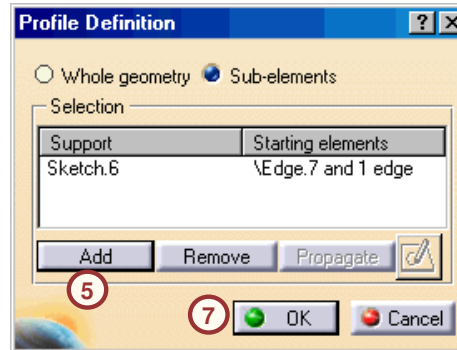 Profile Definition
Whole geometry Sub-elements
Selection
Support Starting elements
Sketch.6 \Edge.7 and 1 edge
Add Remove Propagate
5
7 OK Cancel